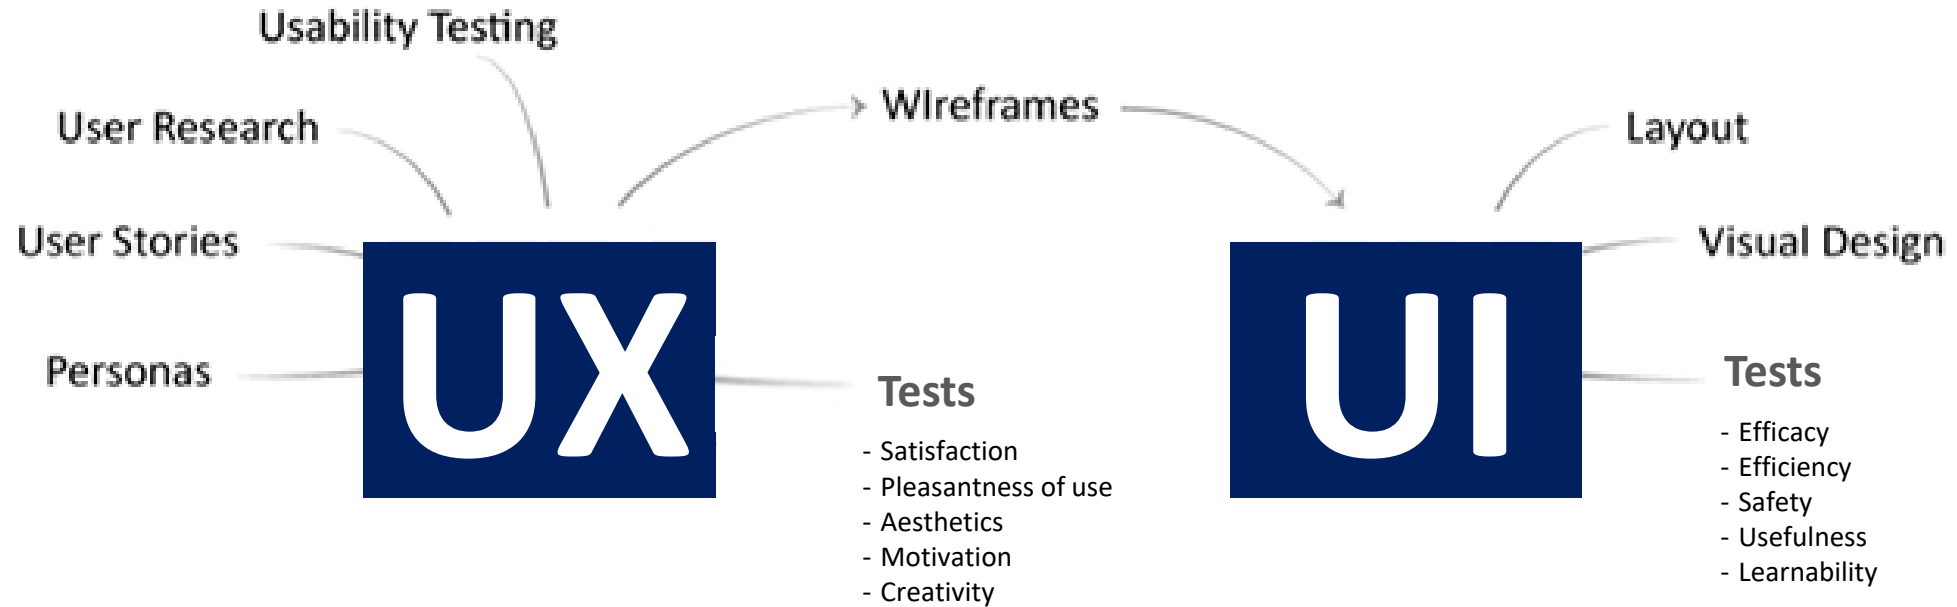 Usability Testing
User Research
User Stories
Personas
UX
WIreframes
Tests
- Satisfaction
- Pleasantness of use
- Aesthetics
- Motivation
- Creativity
UI
Layout
Visual Design
Tests
- Efficacy
- Efficiency
- Safety
- Usefulness
- Learnability